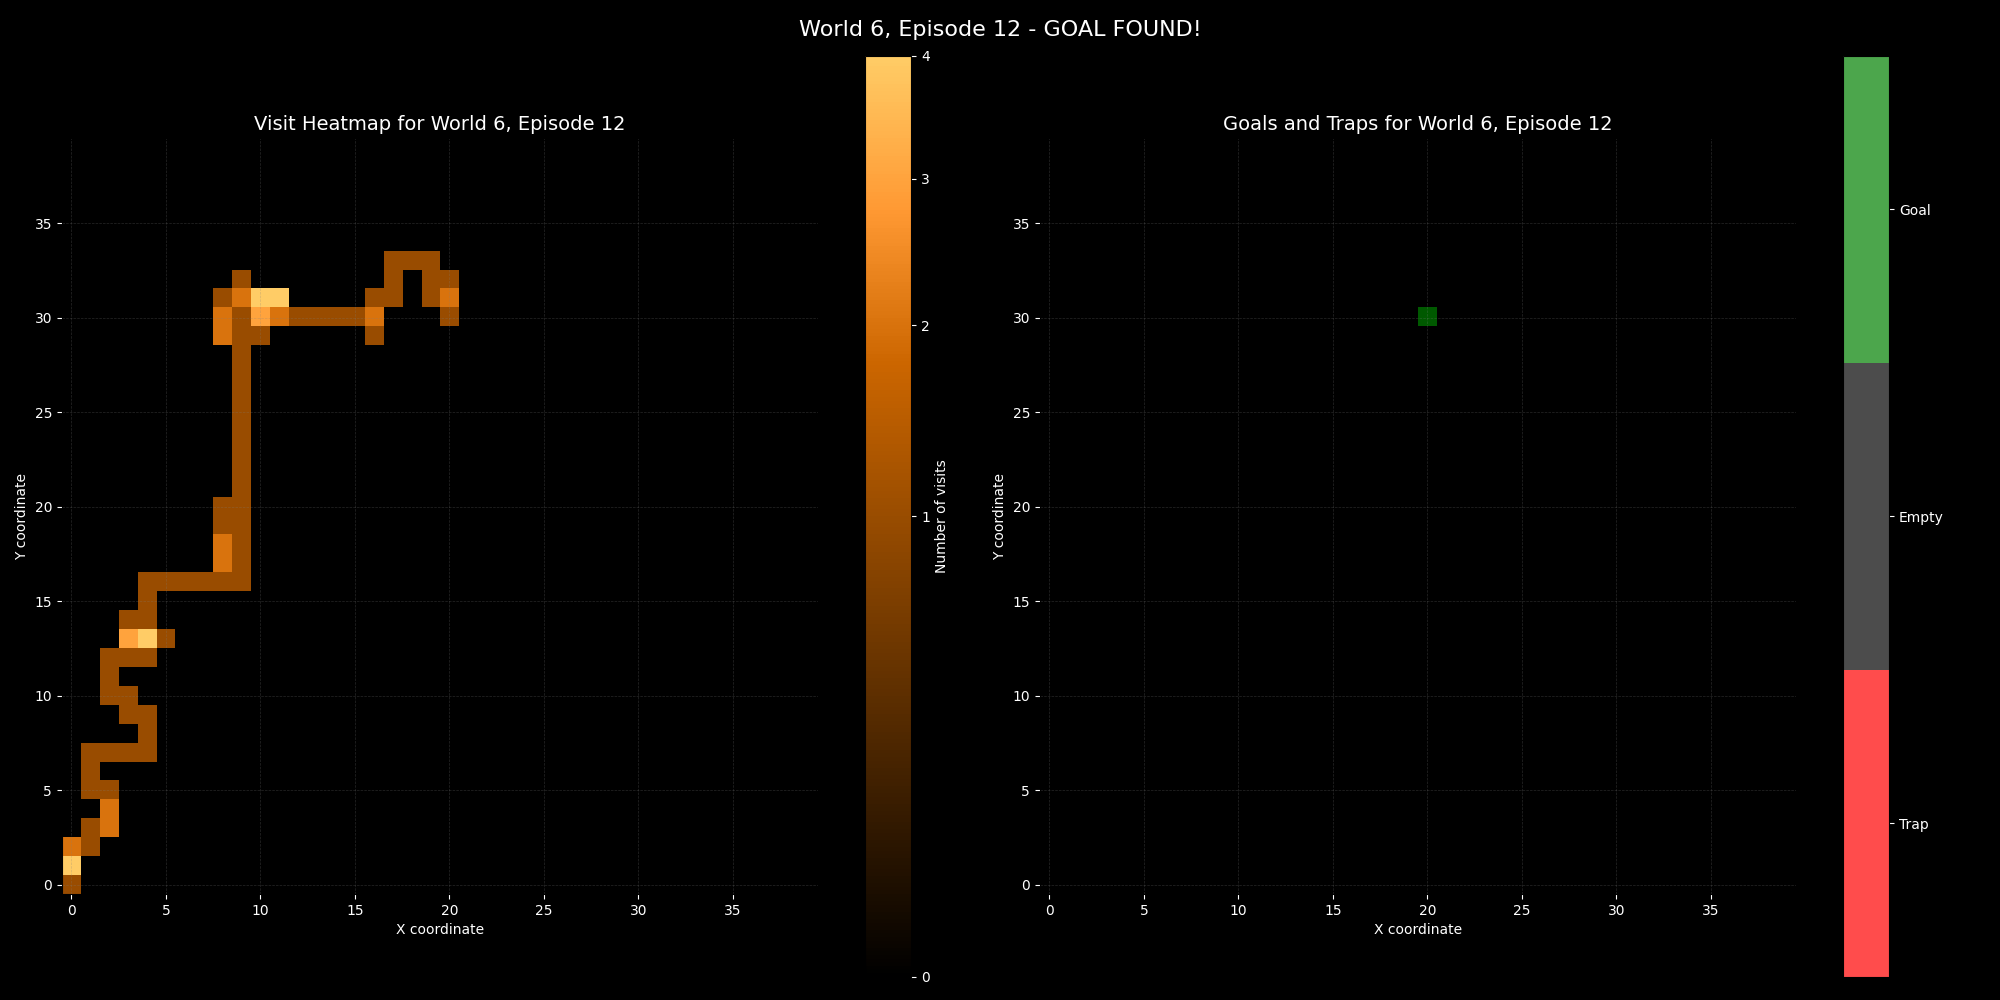 World 6, Episode 12 - GOAL FOUND!
Visit Heatmap for World 6, Episode 12
35
30
25
20
15
10
5
0
Y coordinate
0 5 10 15 20 25 30 35
X coordinate
4
3
2
1
0
Number of visits
Goals and Traps for World 6, Episode 12
35
30
25
20
15
10
5
0
Y coordinate
0 5 10 15 20 25 30 35
X coordinate
Goal
Empty
Trap